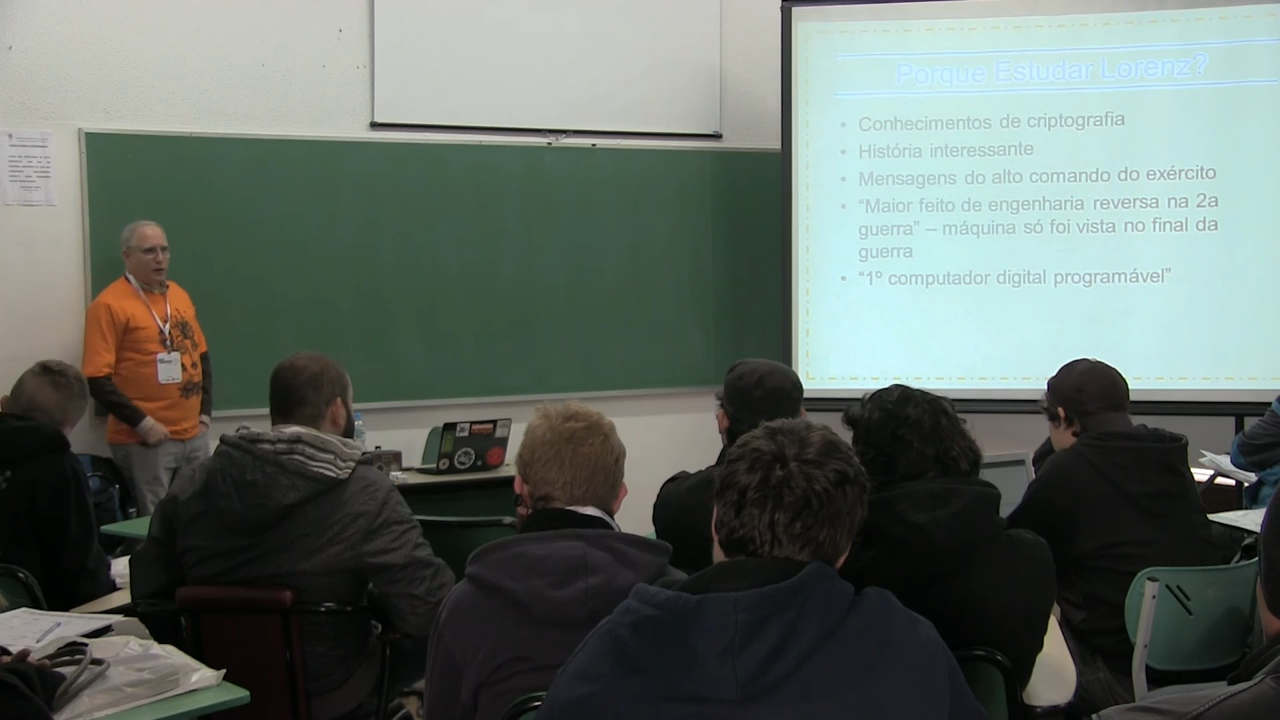 Porque Estudar Lorenz?
• Conhecimentos de criptografia
• História interessante
• Mensagens do alto comando do exército
• “Maior feito de engenharia reversa na 2a
guerra” – máquina só foi vista no final da
guerra
• “1º computador digital programável”